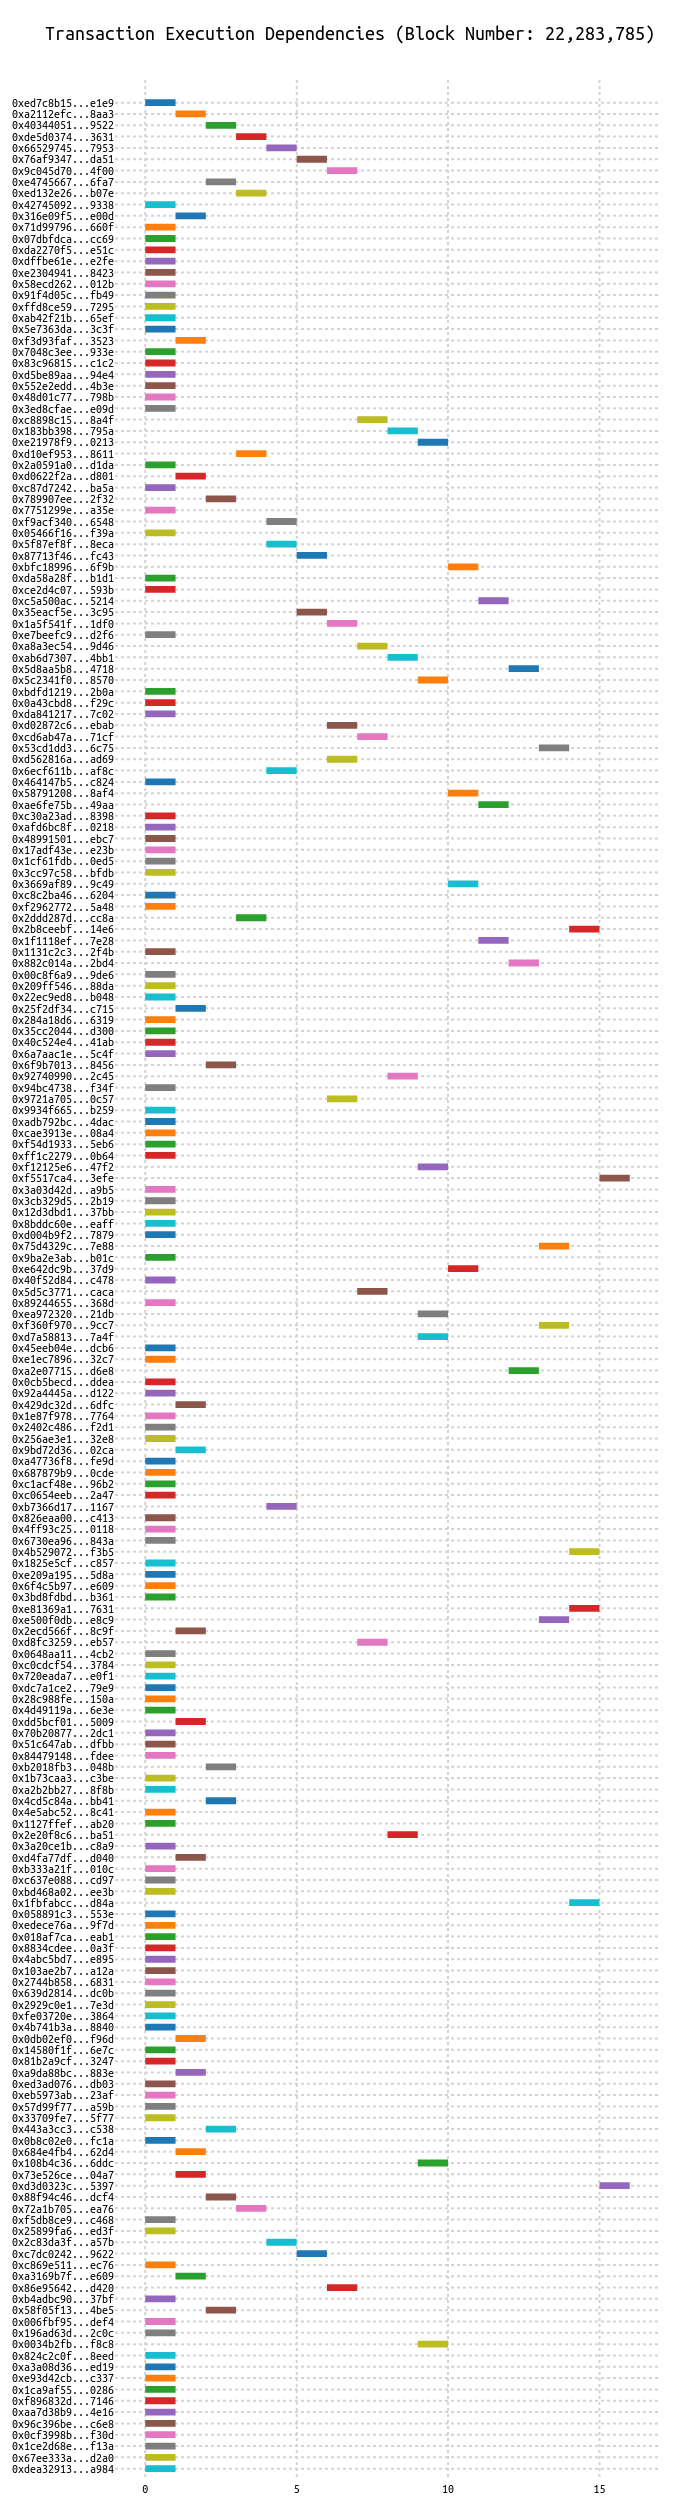 Transaction Execution Dependencies (Block Number: 22,283,785)
0xed7c8b15...e1e9
0xa2112efc...8aa3
0x40344051...9522
0xde5d0374...3631
0x66529745...7953
0x76af9347...da51
0x9c045d70...4f00
0xe4745667...6fa7
0xed132e26...b07e
0x42745092...9338
0x316e09f5...e00d
0x71d99796...660f
0x07dbfdca...cc69
0xda2270f5...e51c
0xdffbe61e...e2fe
0xe2304941...8423
0x58ecd262...012b
0x91f4d05c...fb49
0xffd8ce59...7295
0xab42f21b...65ef
0x5e7363da...3c3f
0xf3d93faf...3523
0x7048c3ee...933e
0x83c96815...c1c2
0xd5be89aa...94e4
0x552e2edd...4b3e
0x48d01c77...798b
0x3ed8cfae...e09d
0xc8898c15...8a4f
0x183bb398...795a
0xe21978f9...0213
0xd10ef953...8611
0x2a0591a0...d1da
0xd0622f2a...d801
0xc87d7242...ba5a
0x789907ee...2f32
0x7751299e...a35e
0xf9acf340...6548
0x05466f16...f39a
0x5f87ef8f...8eca
0x87713f46...fc43
0xbfc18996...6f9b
0xda58a28f...b1d1
0xce2d4c07...593b
0xc5a500ac...5214
0x35eacf5e...3c95
0x1a5f541f...1df0
0xe7beefc9...d2f6
0xa8a3ec54...9d46
0xab6d7307...4bb1
0x5d8aa5b8...4718
0x5c2341f0...8570
0xbdfd1219...2b0a
0x0a43cbd8...f29c
0xda841217...7c02
0xd02872c6...ebab
0xcd6ab47a...71cf
0x53cd1dd3...6c75
0xd562816a...ad69
0x6ecf611b...af8c
0x464147b5...c824
0x58791208...8af4
0xae6fe75b...49aa
0xc30a23ad...8398
0xafd6bc8f...0218
0x48991501...ebc7
0x17adf43e...e23b
0x1cf61fdb...0ed5
0x3cc97c58...bfdb
0x3669af89...9c49
0xc8c2ba46...6204
0xf2962772...5a48
0x2ddd287d...cc8a
0x2b8ceebf...14e6
0x1f1118ef...7e28
0x1131c2c3...2f4b
0x882c014a...2bd4
0x00c8f6a9...9de6
0x209ff546...88da
0x22ec9ed8...b048
0x25f2df34...c715
0x284a18d6...6319
0x35cc2044...d300
0x40c524e4...41ab
0x6a7aac1e...5c4f
0x6f9b7013...8456
0x92740990...2c45
0x94bc4738...f34f
0x9721a705...0c57
0x9934f665...b259
0xadb792bc...4dac
0xcae3913e...08a4
0xf54d1933...5eb6
0xff1c2279...0b64
0xf12125e6...47f2
0xf5517ca4...3efe
0x3a03d42d...a9b5
0x3cb329d5...2b19
0x12d3dbd1...37bb
0x8bddc60e...eaff
0xd004b9f2...7879
0x75d4329c...7e88
0x9ba2e3ab...b01c
0xe642dc9b...37d9
0x40f52d84...c478
0x5d5c3771...caca
0x89244655...368d
0xea972320...21db
0xf360f970...9cc7
0xd7a58813...7a4f
0x45eeb04e...dcb6
0xe1ec7896...32c7
0xa2e07715...d6e8
0x0cb5becd...ddea
0x92a4445a...d122
0x429dc32d...6dfc
0x1e87f978...7764
0x2402c486...f2d1
0x256ae3e1...32e8
0x9bd72d36...02ca
0xa47736f8...fe9d
0x687879b9...0cde
0xc1acf48e...96b2
0xc0654eeb...2a47
0xb7366d17...1167
0x826eaa00...c413
0x4ff93c25...0118
0x6730ea96...843a
0x4b529072...f3b5
0x1825e5cf...c857
0xe209a195...5d8a
0x6f4c5b97...e609
0x3bd8fdbd...b361
0xe81369a1...7631
0xe500f0db...e8c9
0x2ecd566f...8c9f
0xd8fc3259...eb57
0x0648aa11...4cb2
0xc0cdcf54...3784
0x720eada7...e0f1
0xdc7a1ce2...79e9
0x28c988fe...150a
0x4d49119a...6e3e
0xdd5bcf01...5009
0x70b20877...2dc1
0x51c647ab...dfbb
0x84479148...fdee
0xb2018fb3...048b
0x1b73caa3...c3be
0xa2b2bb27...8f8b
0x4cd5c84a...bb41
0x4e5abc52...8c41
0x1127ffef...ab20
0x2e20f8c6...ba51
0x3a20ce1b...c8a9
0xd4fa77df...d040
0xb333a21f...010c
0xc637e088...cd97
0xbd468a02...ee3b
0x1fbfabcc...d84a
0x058891c3...553e
0xedece76a...9f7d
0x018af7ca...eab1
0x8834cdee...0a3f
0x4abc5bd7...e895
0x103ae2b7...a12a
0x2744b858...6831
0x639d2814...dc0b
0x2929c0e1...7e3d
0xfe03720e...3864
0x4b741b3a...8840
0x0db02ef0...f96d
0x14580f1f...6e7c
0x81b2a9cf...3247
0xa9da88bc...883e
0xed3ad076...db03
0xeb5973ab...23af
0x57d99f77...a59b
0x33709fe7...5f77
0x443a3cc3...c538
0x0b8c02e0...fc1a
0x684e4fb4...62d4
0x108b4c36...6ddc
0x73e526ce...04a7
0xd3d0323c...5397
0x88f94c46...dcf4
0x72a1b705...ea76
0xf5db8ce9...c468
0x25899fa6...ed3f
0x2c83da3f...a57b
0xc7dc0242...9622
0xc869e511...ec76
0xa3169b7f...e609
0x86e95642...d420
0xb4adbc90...37bf
0x58f05f13...4be5
0x006fbf95...def4
0x196ad63d...2c0c
0x0034b2fb...f8c8
0x824c2c0f...8eed
0xa3a08d36...ed19
0xe93d42cb...c337
0x1ca9af55...0286
0xf896832d...7146
0xaa7d38b9...4e16
0x96c396be...c6e8
0x0cf3998b...f30d
0x1ce2d68e...f13a
0x67ee333a...d2a0
0xdea32913...a984
0 5 10 15